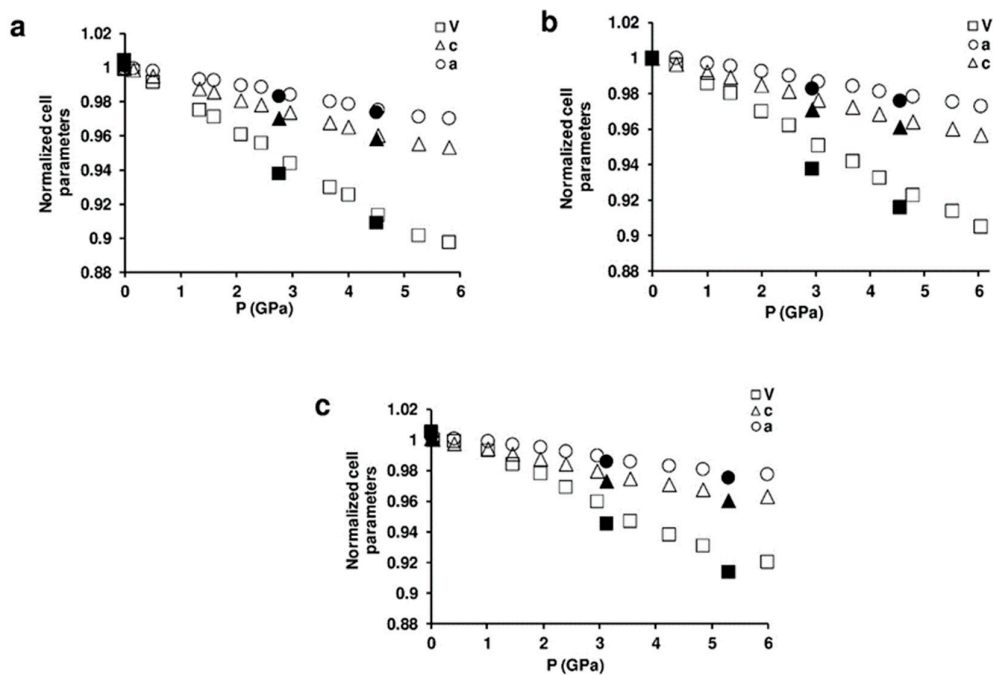 a
V
c
a
1.02
1
0.98
0.96
0.94
0.92
0.9
0.88
Normalized cell
parameters
0 1 2 3 4 5 6
P (GPa)
b
V
a
c
1.02
1
0.98
0.96
0.94
0.92
0.9
0.88
Normalized cell
parameters
0 1 2 3 4 5 6
P (GPa)
c
V
c
a
1.02
1
0.98
0.96
0.94
0.92
0.9
0.88
Normalized cell
parameters
0 1 2 3 4 5 6
P (GPa)